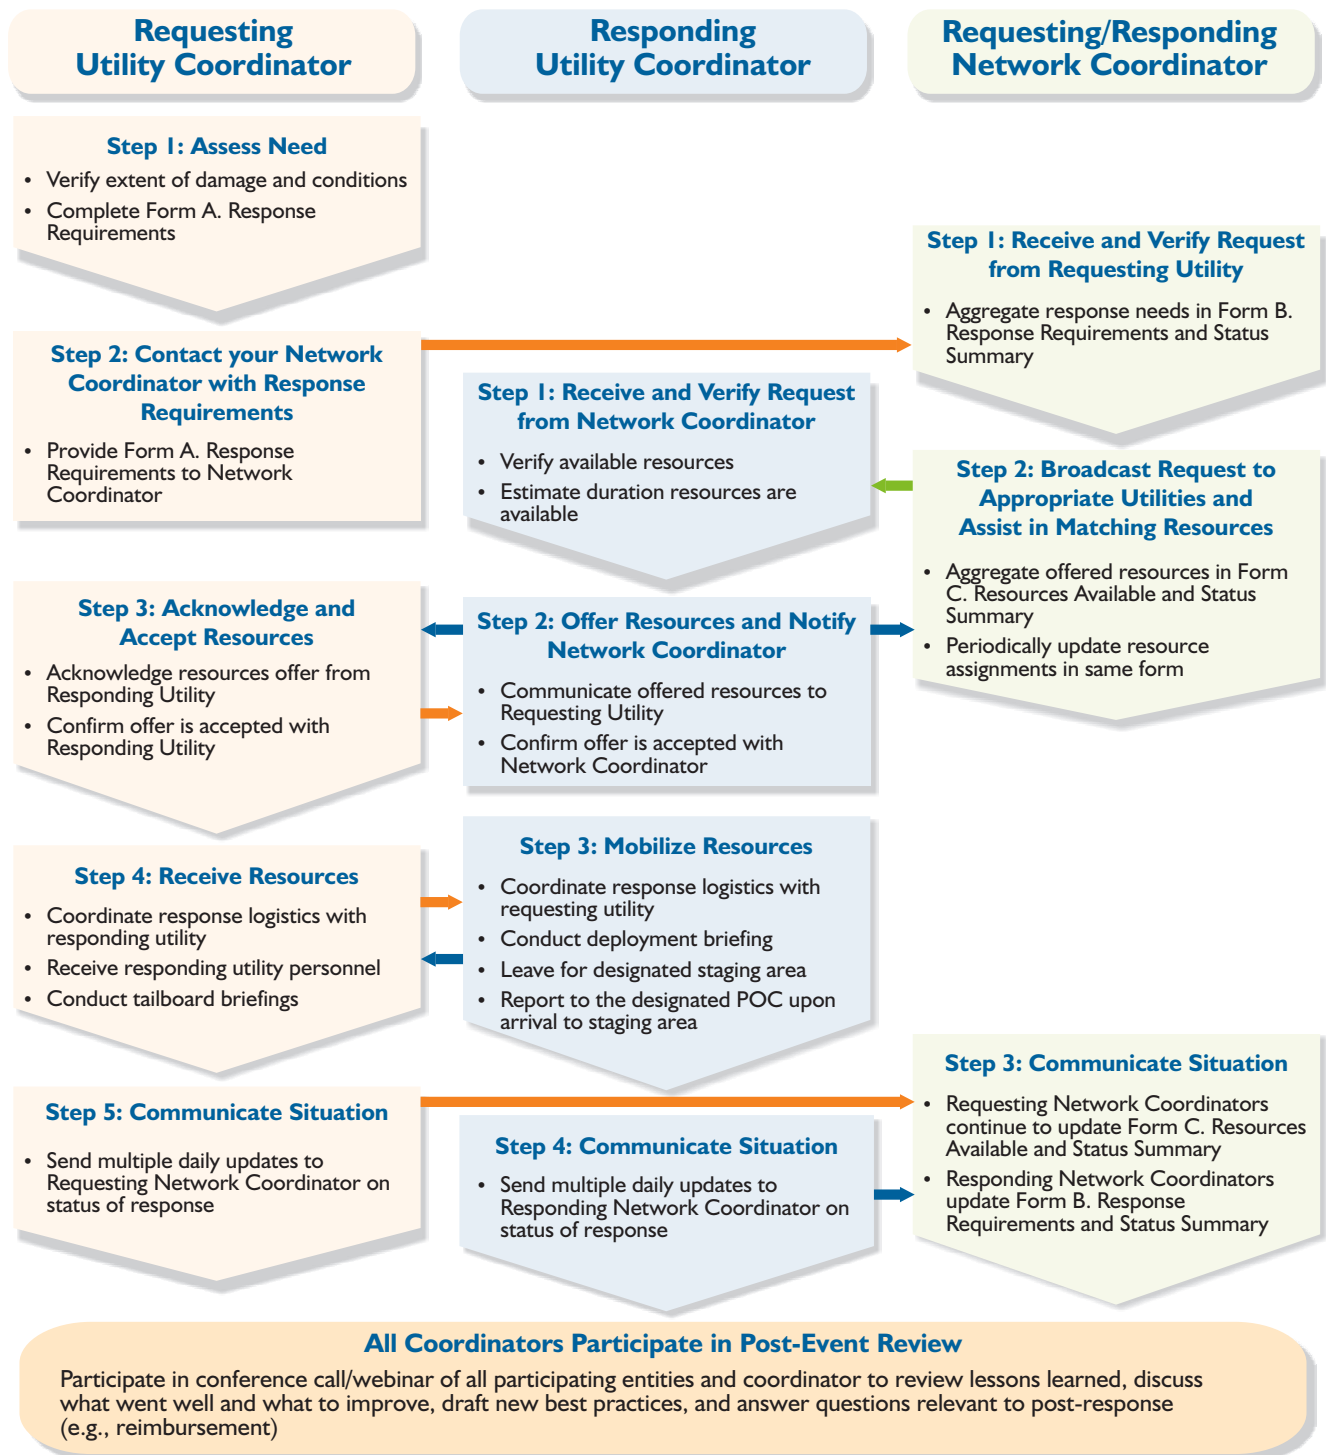 Requesting
Utility Coordinator
Responding
Utility Coordinator
Requesting/Responding
Network Coordinator
Step 1: Assess Need
• Verify extent of damage and conditions
• Complete Form A. Response
Requirements
Step 2: Contact your Network
Coordinator with Response
Requirements
• Provide Form A. Response
Requirements to Network
Coordinator
Step 3: Acknowledge and
Accept Resources
• Acknowledge resources offer from
Responding Utility
• Confirm offer is accepted with
Responding Utility
Step 4: Receive Resources
• Coordinate response logistics with
responding utility
• Receive responding utility personnel
• Conduct tailboard briefings
Step 5: Communicate Situation
• Send multiple daily updates to
Requesting Network Coordinator on
status of response
Step 1: Receive and Verify Request
from Network Coordinator
• Verify available resources
• Estimate duration resources are
available
Step 2: Offer Resources and Notify
Network Coordinator
• Communicate offered resources to
Requesting Utility
• Confirm offer is accepted with
Network Coordinator
Step 3: Mobilize Resources
• Coordinate response logistics with
requesting utility
• Conduct deployment briefing
• Leave for designated staging area
• Report to the designated POC upon
arrival to staging area
Step 4: Communicate Situation
• Send multiple daily updates to
Responding Network Coordinator on
status of response
Step 1: Receive and Verify Request
from Requesting Utility
• Aggregate response needs in Form B.
Response Requirements and Status
Summary
Step 2: Broadcast Request to
Appropriate Utilities and
Assist in Matching Resources
• Aggregate offered resources in Form
C. Resources Available and Status
Summary
• Periodically update resource
assignments in same form
Step 3: Communicate Situation
• Requesting Network Coordinators
continue to update Form C. Resources
Available and Status Summary
• Responding Network Coordinators
update Form B. Response
Requirements and Status Summary
All Coordinators Participate in Post-Event Review
Participate in conference call/webinar of all participating entities and coordinator to review lessons learned, discuss
what went well and what to improve, draft new best practices, and answer questions relevant to post-response
(e.g., reimbursement)